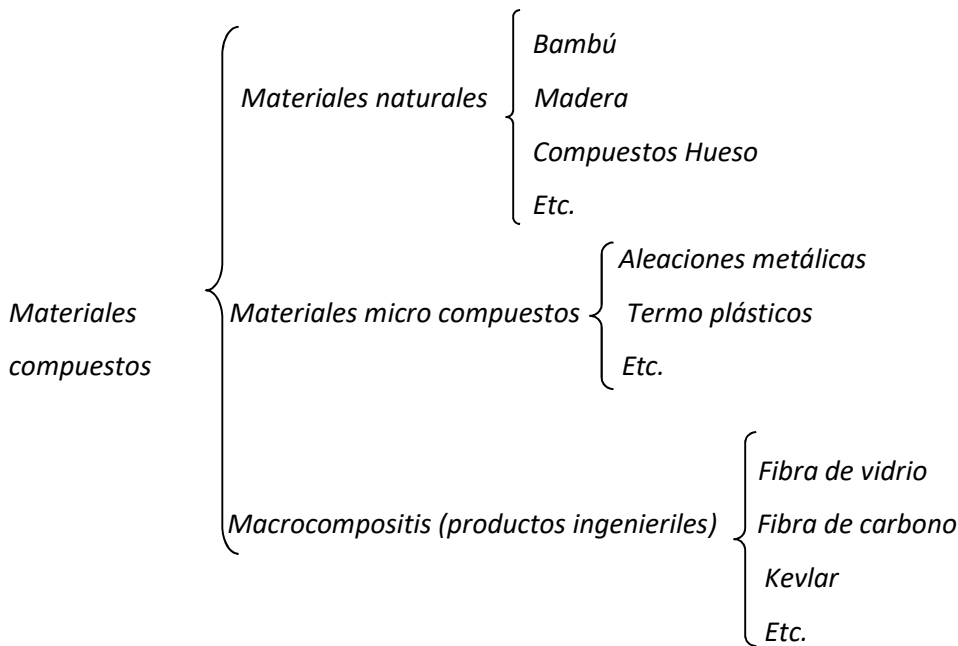 Materiales
compuestos
Materiales naturales
Bambú
Madera
Compuestos Hueso
Etc.
Materiales micro compuestos
Aleaciones metálicas
Termo plásticos
Etc.
Macrocompositis (productos ingenieriles)
Fibra de vidrio
Fibra de carbono
Kevlar
Etc.